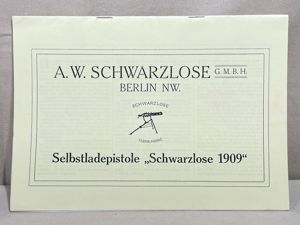 A.W. SCHWARZLOSE G.M.B.H.
BERLIN NW.
SCHWARZLOSE
Selbstladepistole „Schwarzlose 1909“